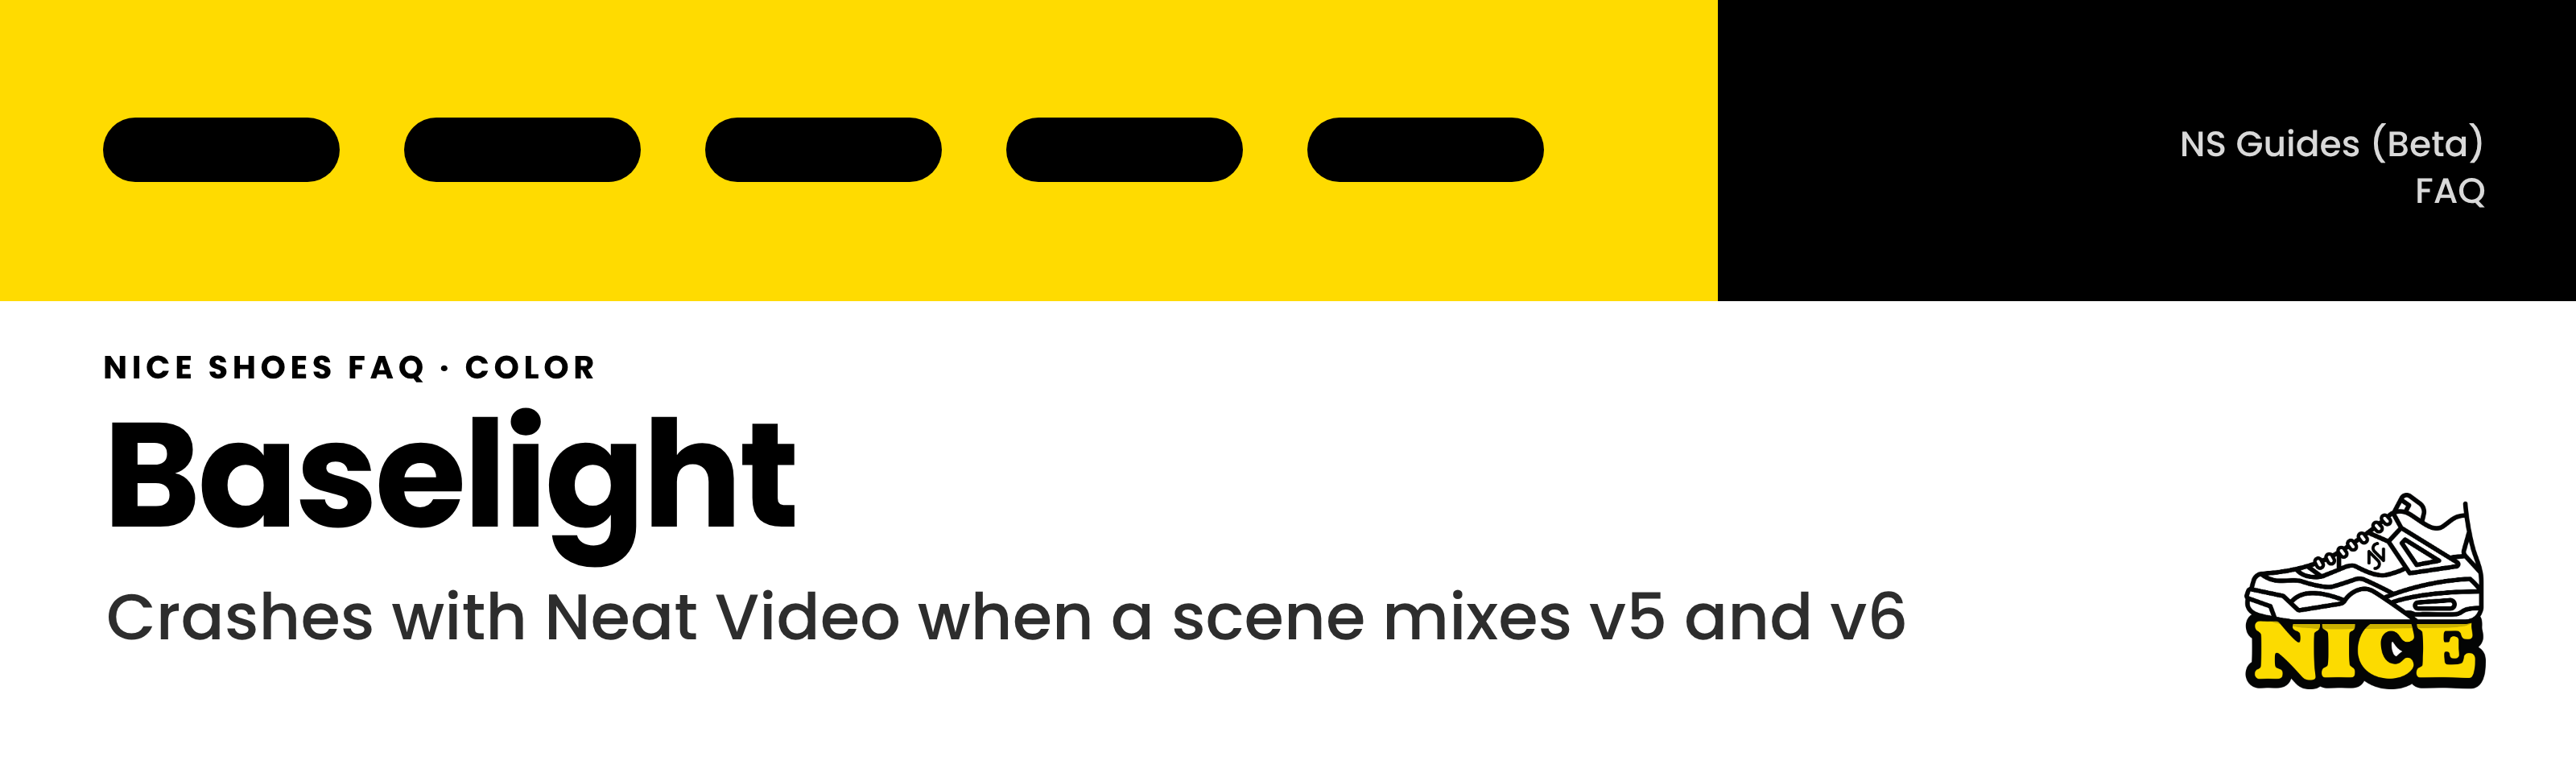 NS Guides (Beta)
FAQ
NICE SHOES FAQ · COLOR
Baselight
Crashes with Neat Video when a scene mixes v5 and v6
NICE